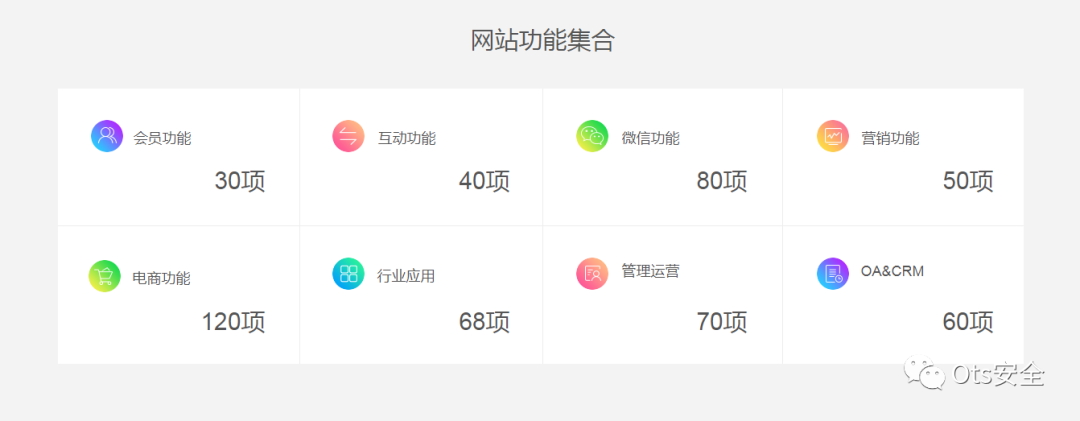 网站功能集合
会员功能
30项
互动功能
40项
微信功能
80项
营销功能
50项
电商功能
120项
行业应用
68项
管理运营
70项
OA&CRM
60项
Ots安全